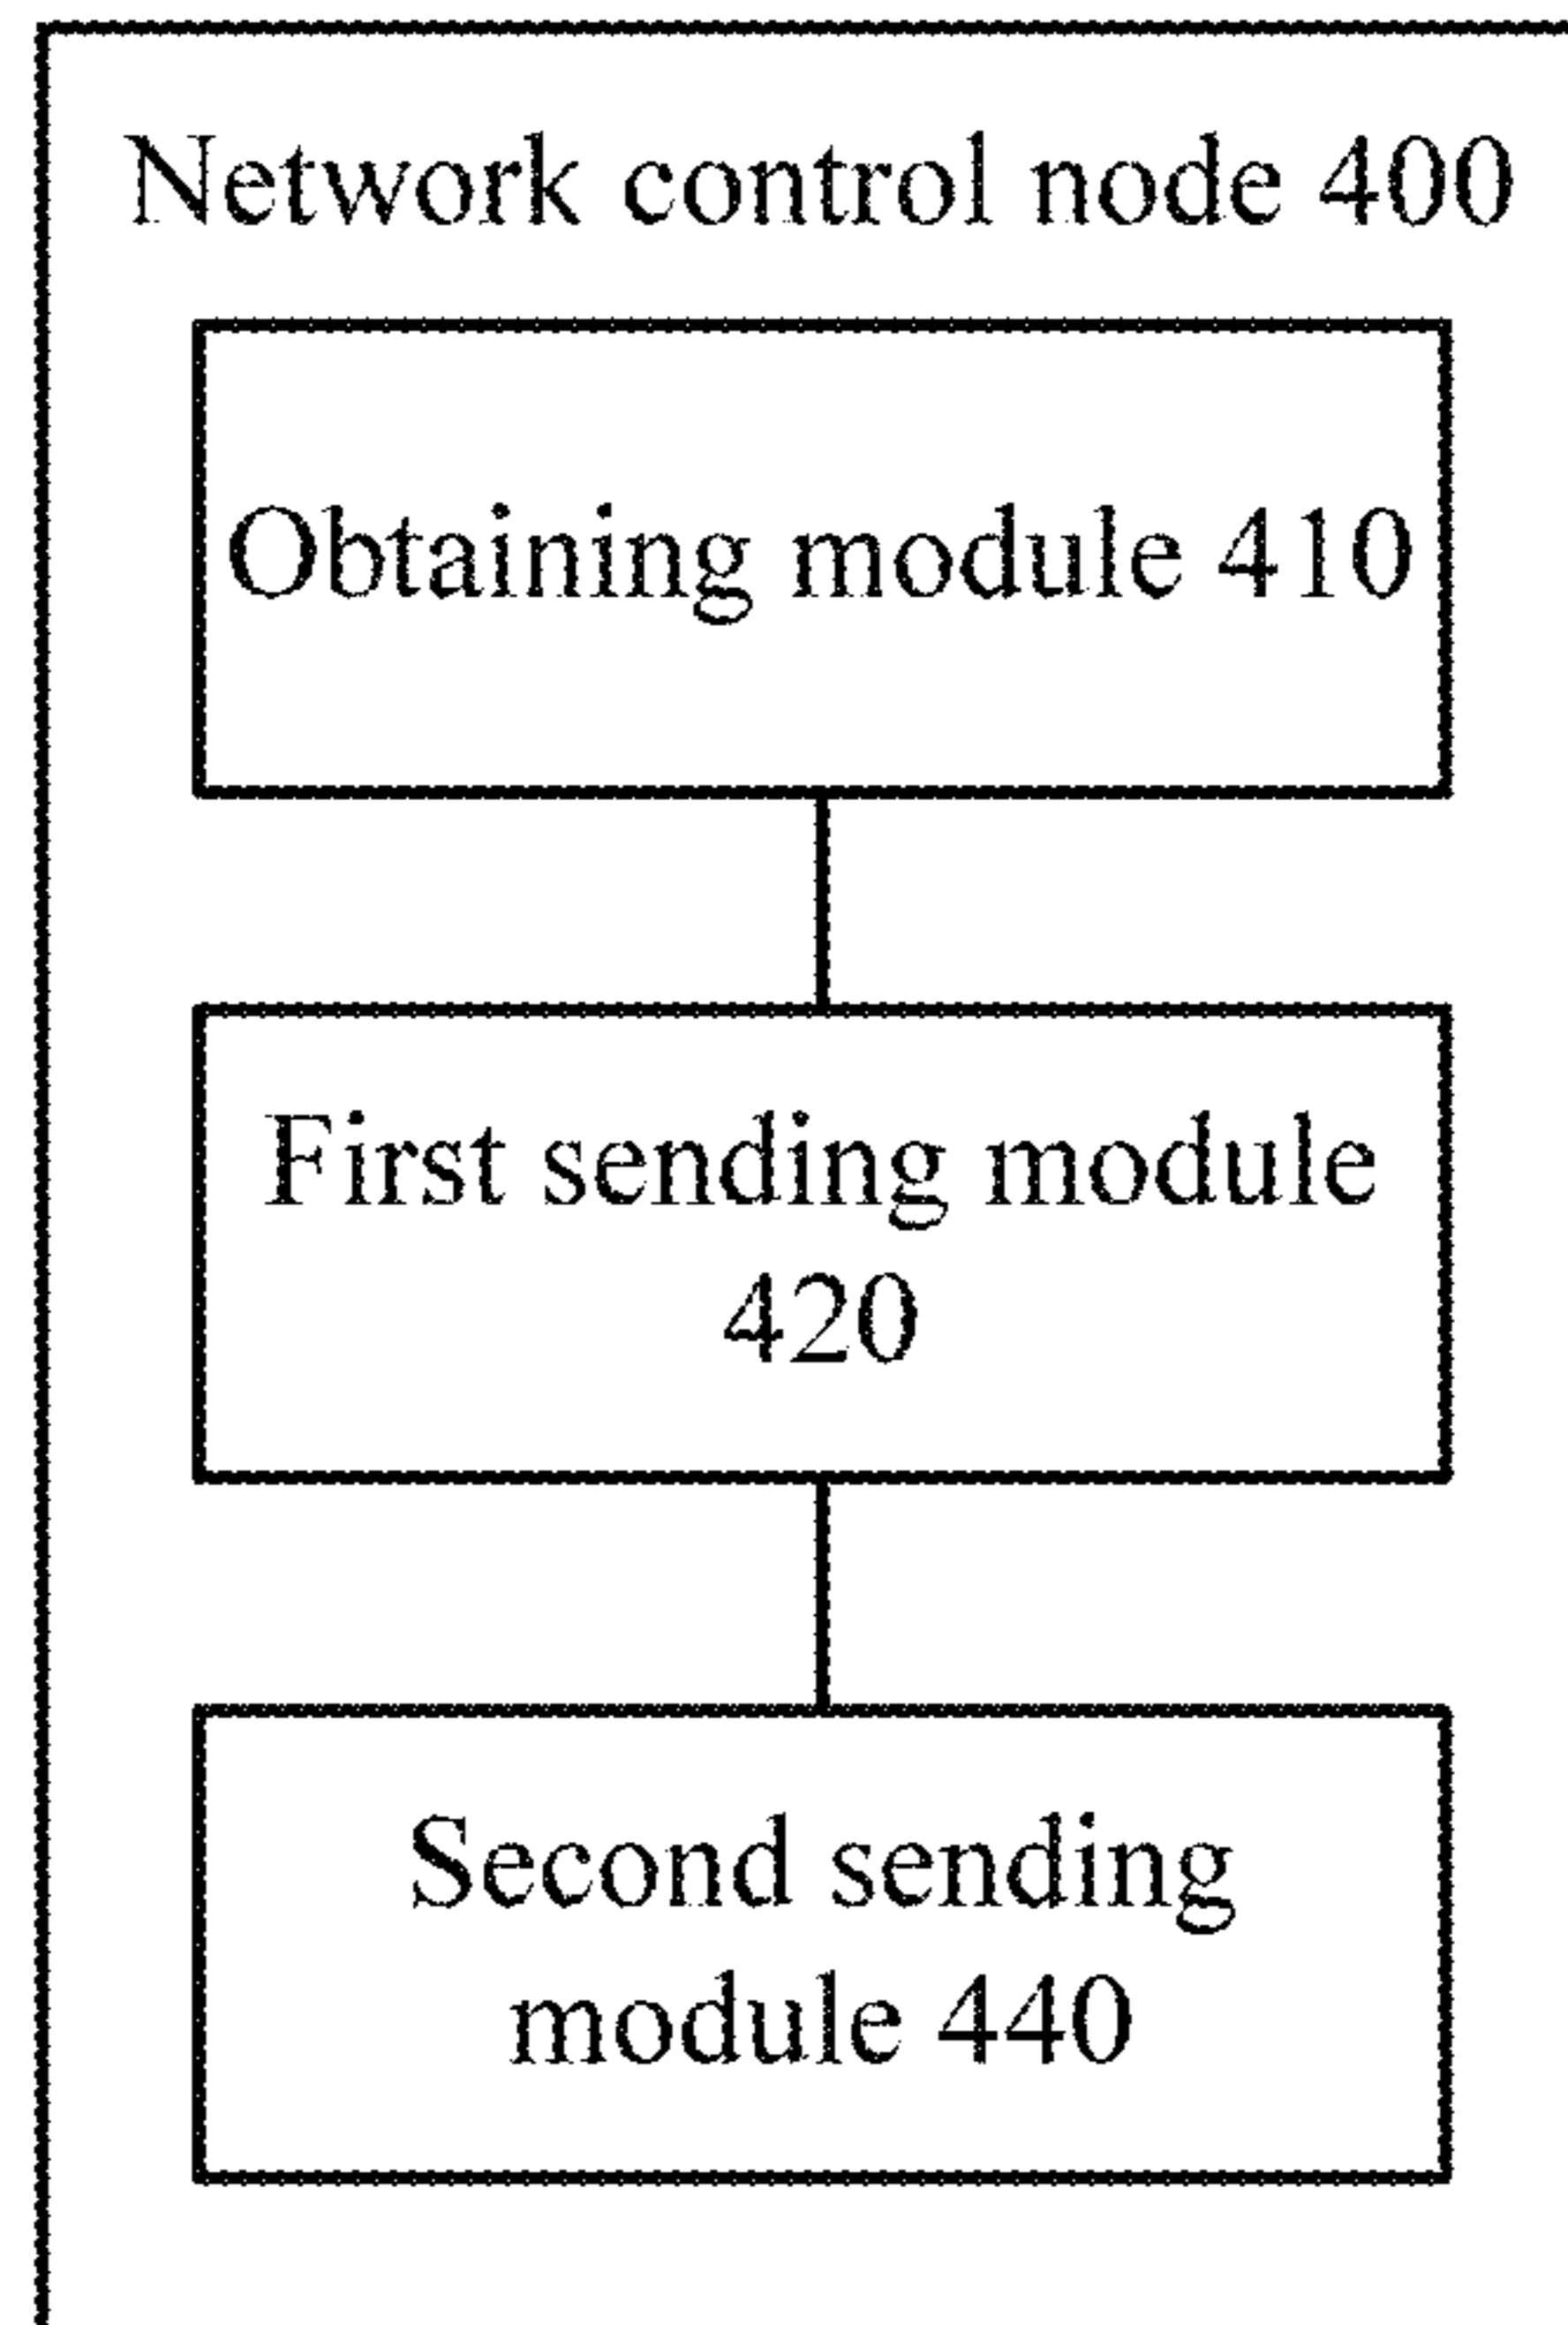 Network control node 400
Obtaining module 410
First sending module
420
Second sending
module 440